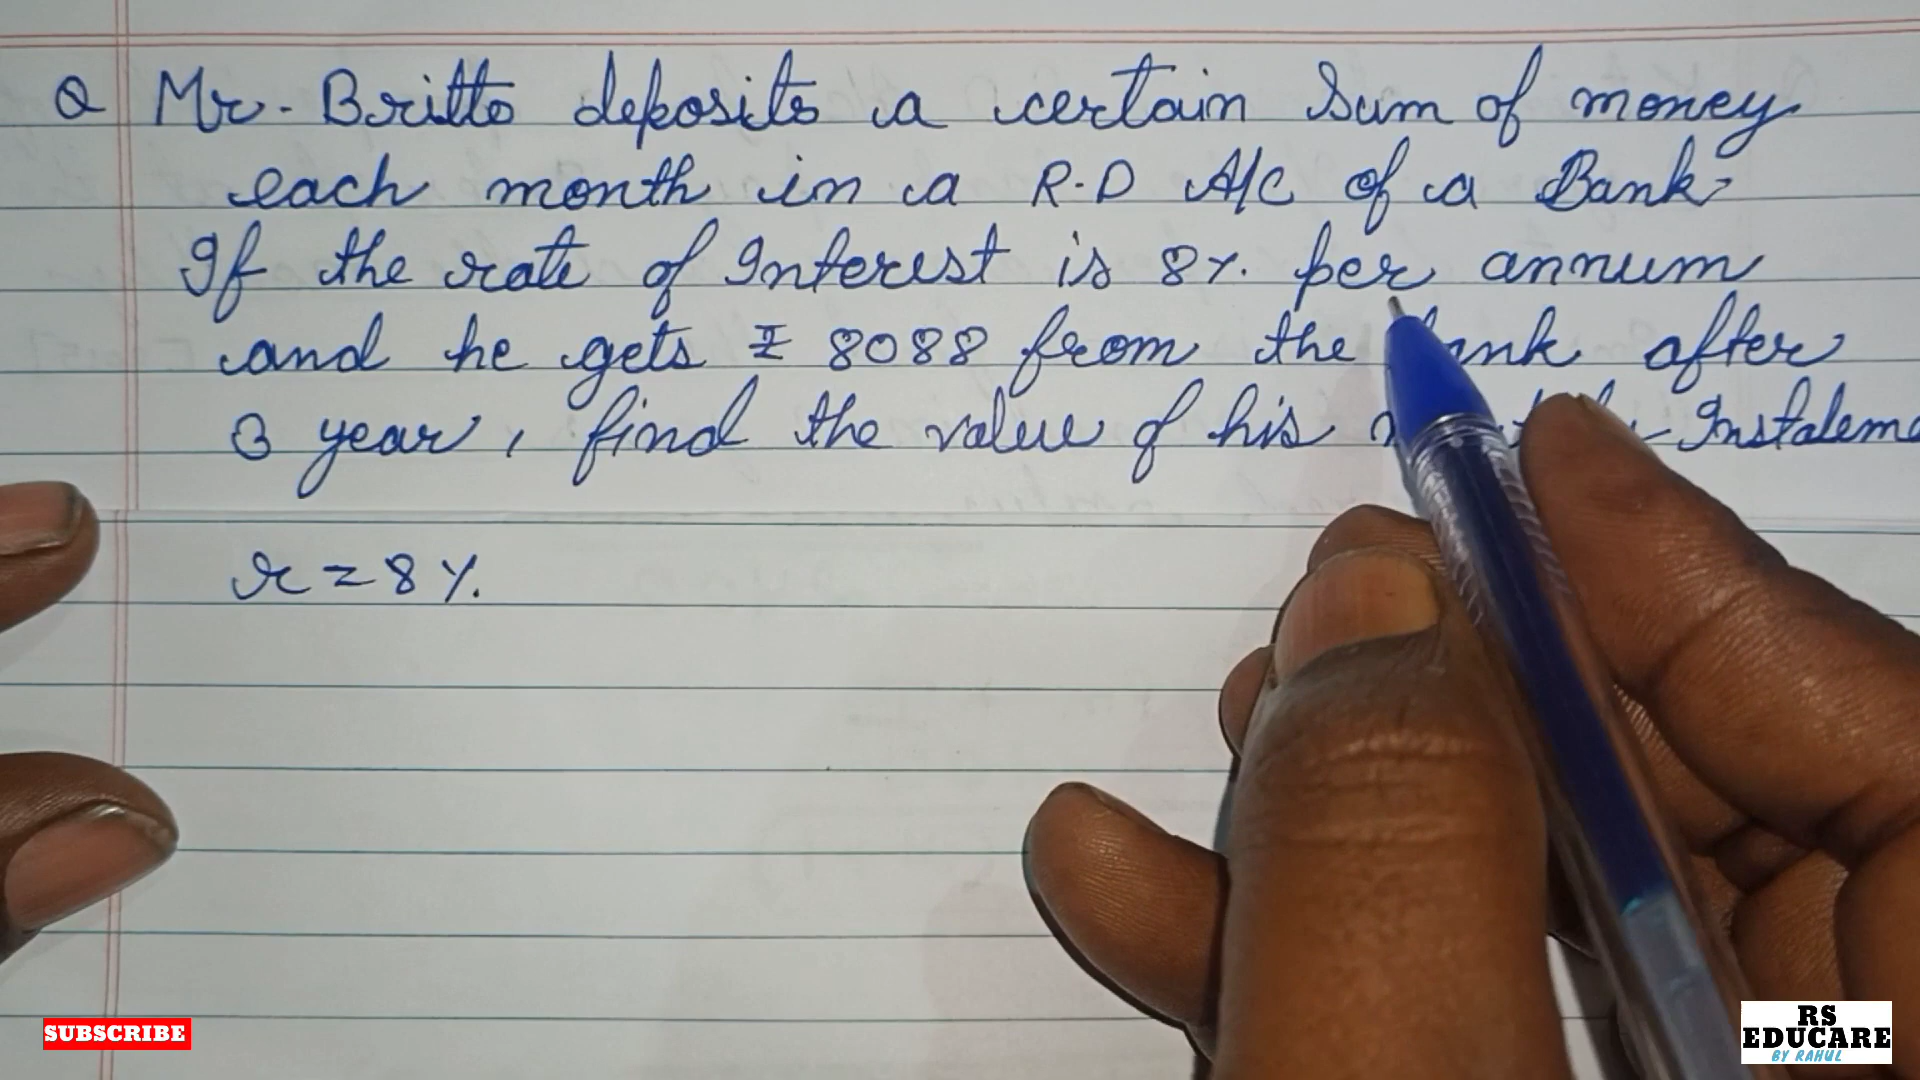 Q Mr. Britto deposits a certain sum of money
each month in a R.D A/C of a Bank.
If the rate of Interest is 8%. per annum
and he gets ₹ 8088 from the after
3 year, find the value of his
r = 8%.
SUBSCRIBE
RS
EDUCARE
BY RAHUL